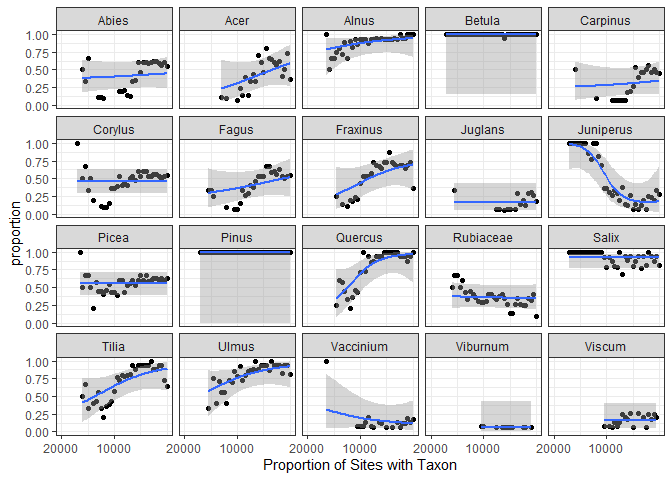 Abies Acer Alnus Betula Carpinus
1.00
0.75
0.50
0.25
0.00
Corylus Fagus Fraxinus Juglans Juniperus
1.00
0.75
0.50
0.25
0.00
proportion
Picea Pinus Quercus Rubiaceae Salix
1.00
0.75
0.50
0.25
0.00
Tilia Ulmus Vaccinium Viburnum Viscum
1.00
0.75
0.50
0.25
0.00
20000 10000 20000 10000 20000 10000 20000 10000 20000 10000
Proportion of Sites with Taxon